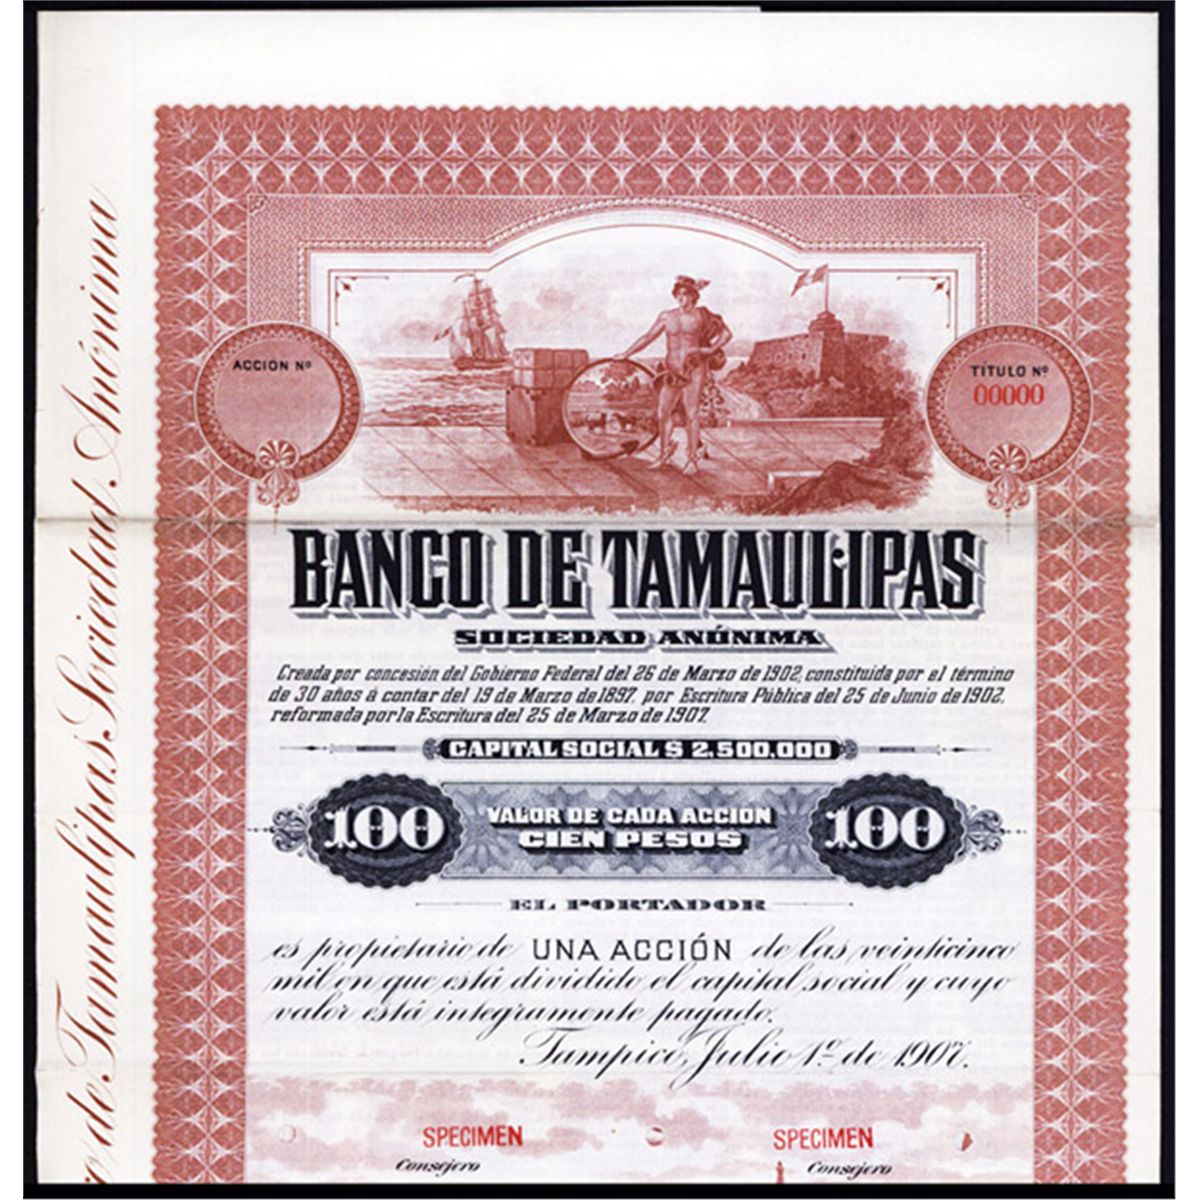 ACCION Nº
TÍTULO Nº
00000
BANCO DE TAMAULIPAS
SOCIEDAD ANÓNIMA
Creada por concesión del Gobierno Federal del 26 de Marzo de 1902, constituida por el término
de 30 años á contar del 19 de Marzo de 1897, por Escritura Pública del 25 de Junio de 1902,
reformada por la Escritura del 25 de Marzo de 1907.
CAPITAL SOCIAL $ 2,500,000
100 VALOR DE CADA ACCION 100
CIEN PESOS
EL PORTADOR
es propietario de UNA ACCIÓN de las veinticinco
mil en que está dividido el capital social y cuyo
valor está integramente pagado.
Tampico, Julio 1º de 1907.
SPECIMEN SPECIMEN
Consejero Consejero
de Tamaulipas Sociedad Anónima